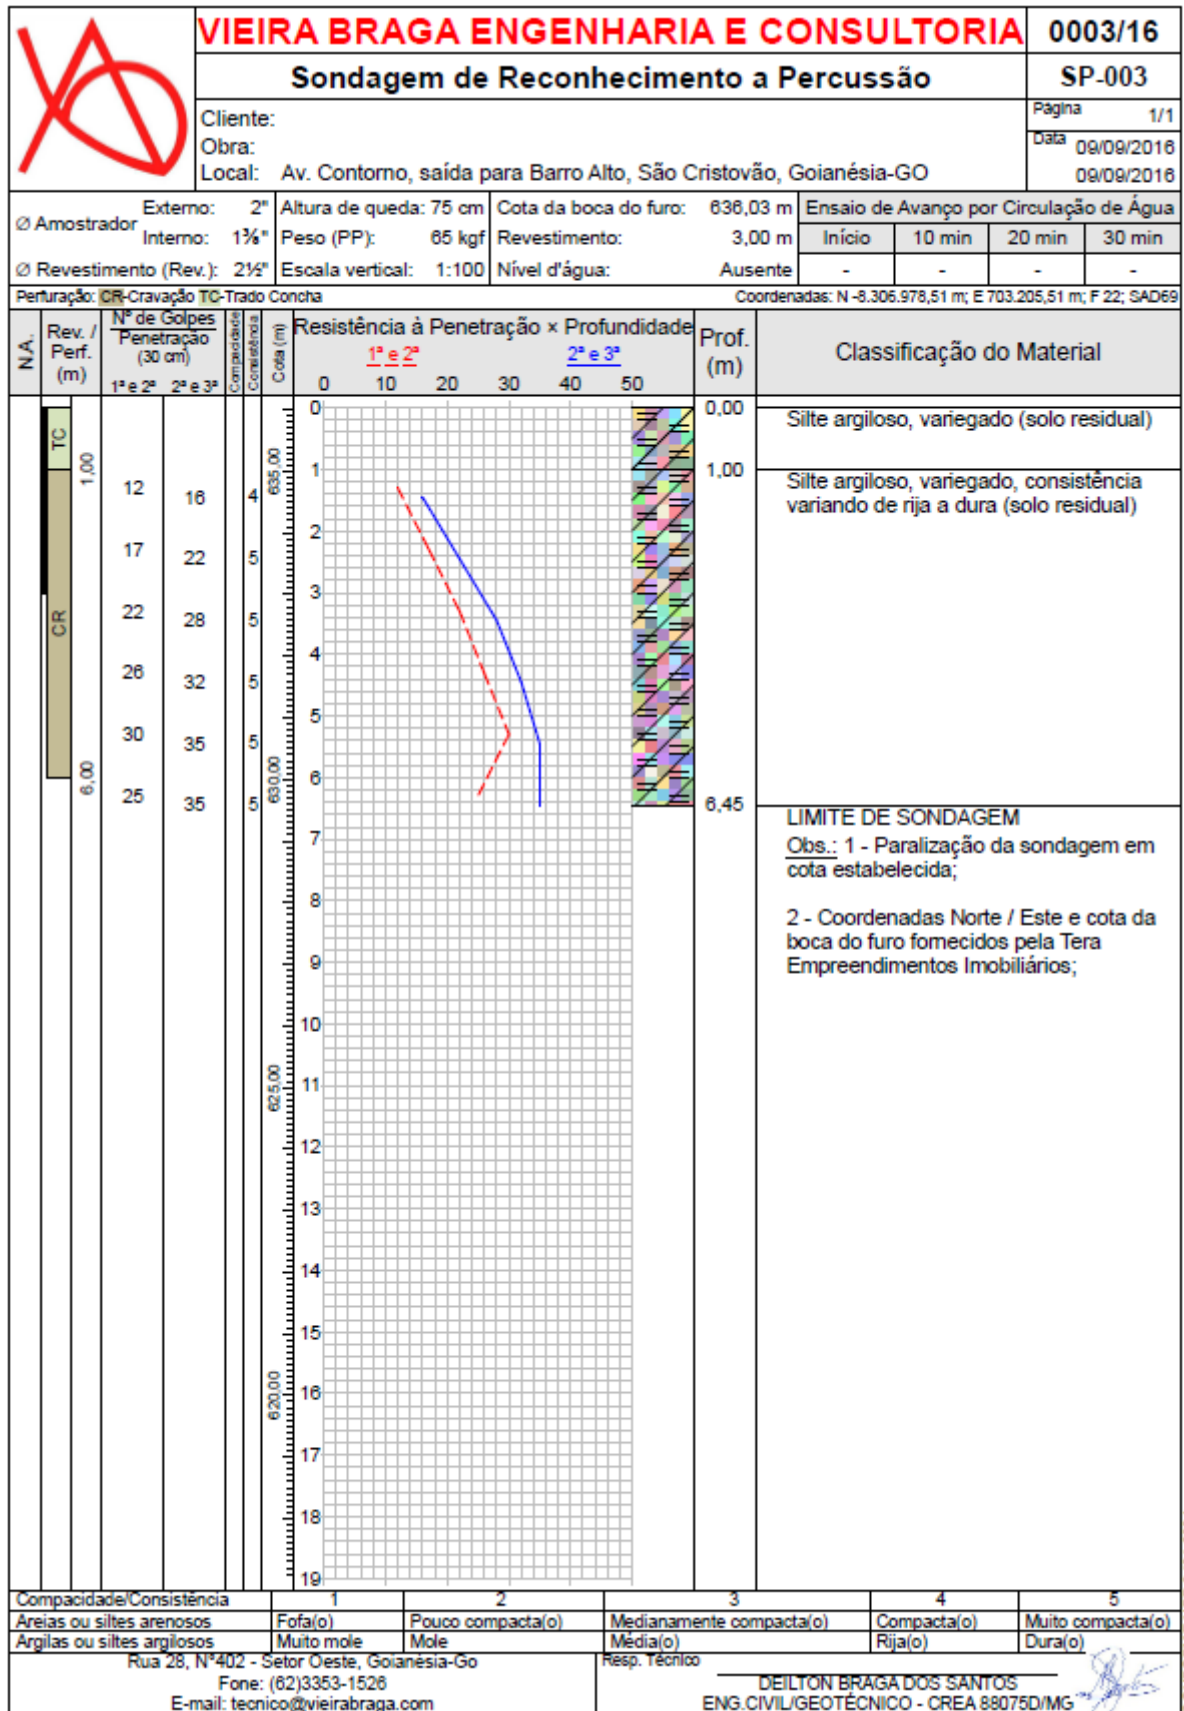 VIEIRA BRAGA ENGENHARIA E CONSULTORIA 0003/16
Sondagem de Reconhecimento a Percussão SP-003
Cliente:
Página 1/1
Obra:
Data 09/09/2016
Local: Av. Contorno, saída para Barro Alto, São Cristovão, Goianésia-GO 09/09/2016
Ø Amostrador Externo: 2" Altura de queda: 75 cm Cota da boca do furo: 636,03 m Ensaio de Avanço por Circulação de Água
Interno: 1⅜" Peso (PP): 65 kgf Revestimento: 3,00 m Início 10 min 20 min 30 min
Ø Revestimento (Rev.): 2½" Escala vertical: 1:100 Nível d'água: Ausente - - - -
Perfuração: CR-Cravação TC-Trado Concha Coordenadas: N -8.306.978,51 m; E 703.205,51 m; F 22; SAD69
N.A.
Rev. / Perf. (m)
Nº de Golpes
Penetração
(30 cm)
1ª e 2ª 2ª e 3ª
Compacidade
Consistência
Cota (m)
Resistência à Penetração × Profundidade
1ª e 2ª 2ª e 3ª
0 10 20 30 40 50
Prof. (m)
Classificação do Material
0 0,00 Silte argiloso, variegado (solo residual)
TC
1,00
635,00
1 1,00 Silte argiloso, variegado, consistência
variando de rija a dura (solo residual)
12 16 4
2
17 22 5
3
CR
22 28 5
4
26 32 5
5
30 35 5
6,00
630,00
6
25 35 5
6,45
LIMITE DE SONDAGEM
Obs.: 1 - Paralização da sondagem em
cota estabelecida;
7
8
2 - Coordenadas Norte / Este e cota da
boca do furo fornecidos pela Tera
Empreendimentos Imobiliários;
9
10
625,00
11
12
13
14
15
620,00
16
17
18
19
Compacidade/Consistência 1 2 3 4 5
Areias ou siltes arenosos Fofa(o) Pouco compacta(o) Medianamente compacta(o) Compacta(o) Muito compacta(o)
Argilas ou siltes argilosos Muito mole Mole Média(o) Rija(o) Dura(o)
Rua 28, Nº402 - Setor Oeste, Goianésia-Go
Fone: (62)3353-1526
E-mail: tecnico@vieirabraga.com
Resp. Técnico
DEILTON BRAGA DOS SANTOS
ENG.CIVIL/GEOTÉCNICO - CREA 88075D/MG